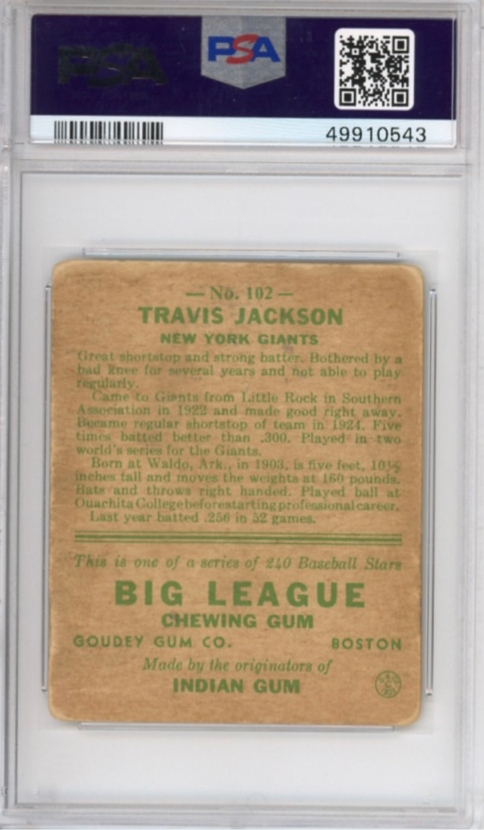 PSA
PSA
49910543
— No. 102 —
TRAVIS JACKSON
NEW YORK GIANTS
Great shortstop and strong batter. Bothered by a
bad knee for several years and not able to play
regularly.
Came to Giants from Little Rock in Southern
Association in 1922 and made good right away.
Became regular shortstop of team in 1924. Five
times batted better than .300. Played in two
world's series for the Giants.
Born at Waldo, Ark., in 1903, is five feet, 10½
inches tall and moves the weights at 160 pounds.
Bats and throws right handed. Played ball at
Ouachita College before starting professional career.
Last year batted .256 in 52 games.
This is one of a series of 240 Baseball Stars
BIG LEAGUE
CHEWING GUM
GOUDEY GUM CO. BOSTON
Made by the originators of
INDIAN GUM